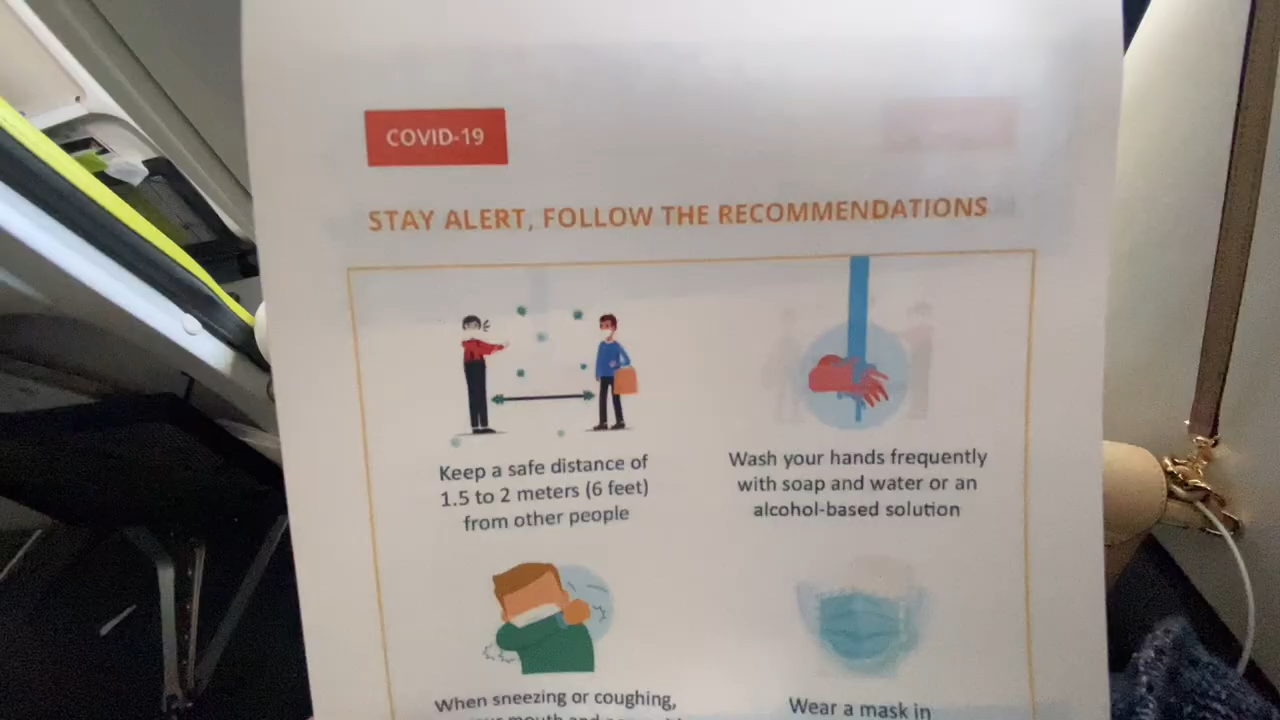 COVID-19
STAY ALERT, FOLLOW THE RECOMMENDATIONS
Keep a safe distance of
1.5 to 2 meters (6 feet)
from other people
Wash your hands frequently
with soap and water or an
alcohol-based solution
When sneezing or coughing,
mouth and
Wear a mask in